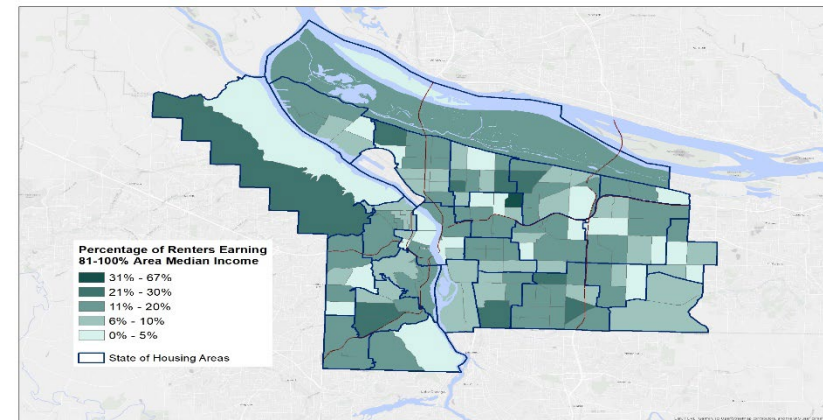 Percentage of Renters Earning
81-100% Area Median Income
31% - 67%
21% - 30%
11% - 20%
6% - 10%
0% - 5%
State of Housing Areas